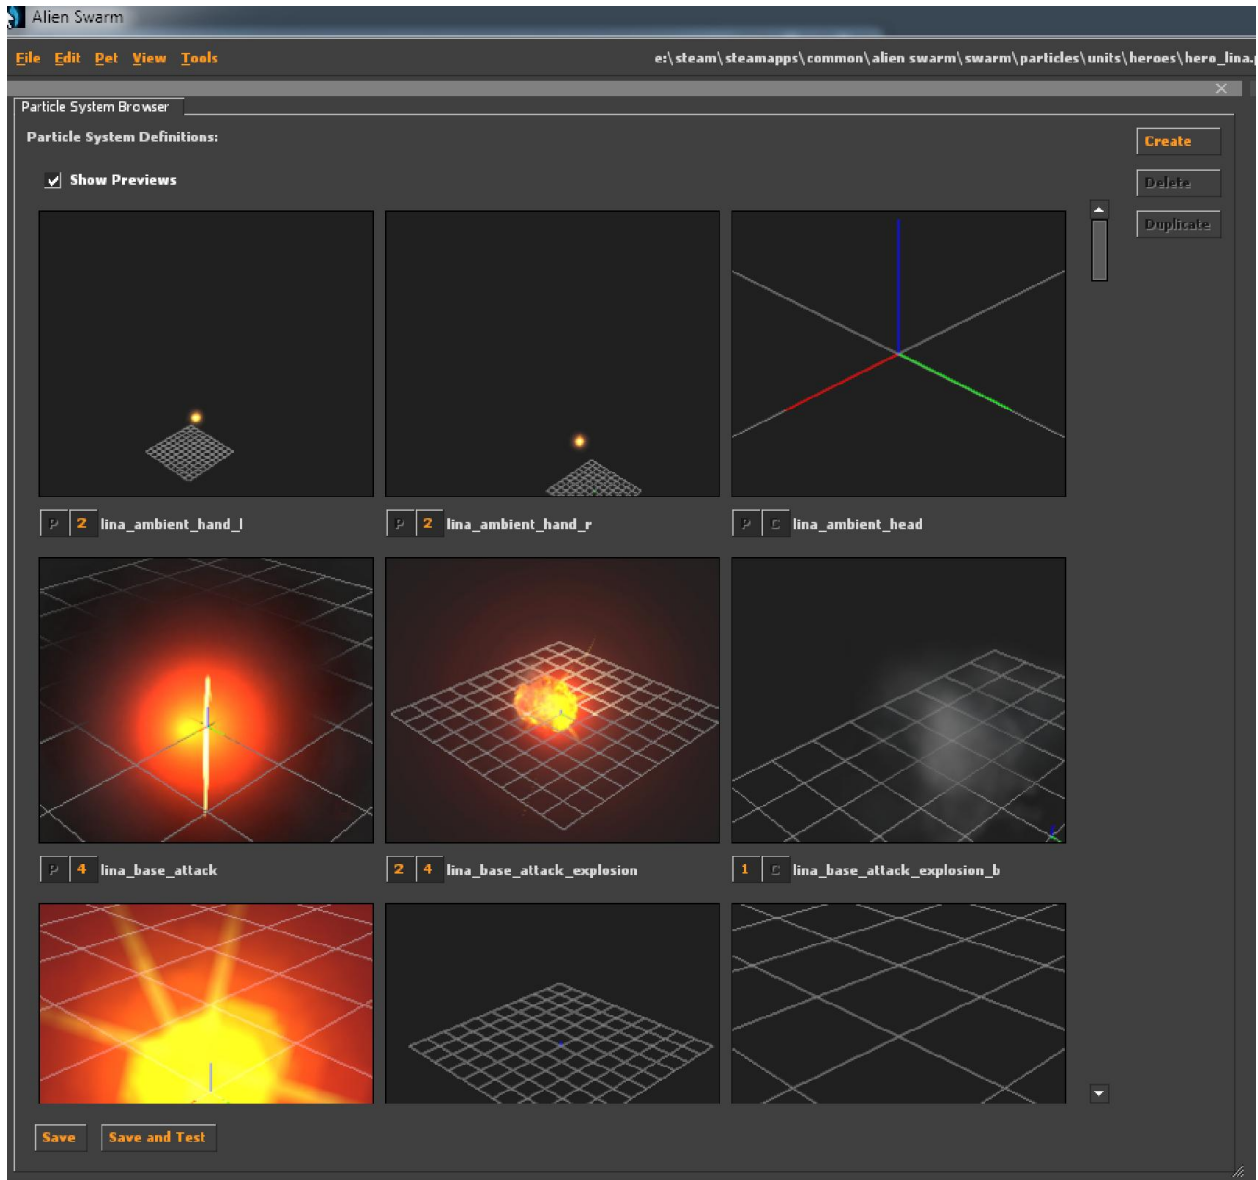 Alien Swarm
File Edit Pet View Tools
e:\steam\steamapps\common\alien swarm\swarm\particles\units\heroes\hero_lina.
Particle System Browser
Particle System Definitions:
Create
Show Previews
Delete
Duplicate
P 2 lina_ambient_hand_l
P 2 lina_ambient_hand_r
P C lina_ambient_head
P 4 lina_base_attack
2 4 lina_base_attack_explosion
1 C lina_base_attack_explosion_b
Save
Save and Test